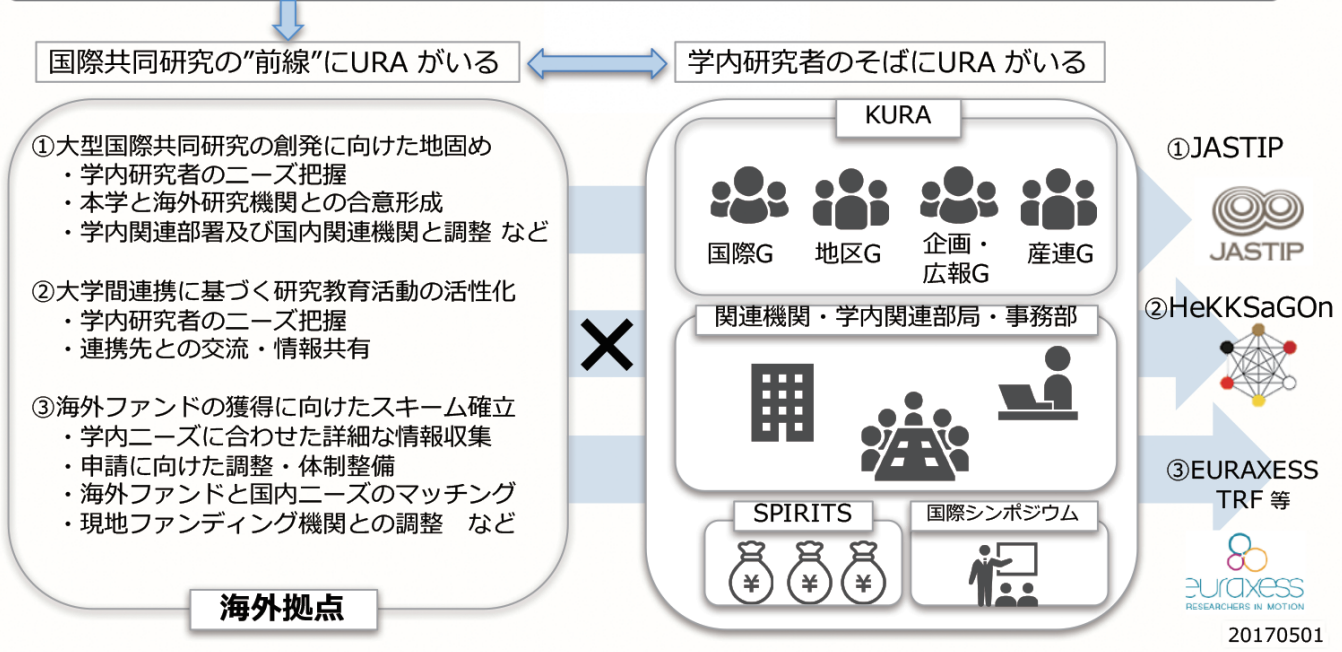 国際共同研究の”前線”にURA がいる
学内研究者のそばにURA がいる
①大型国際共同研究の創発に向けた地固め
・学内研究者のニーズ把握
・本学と海外研究機関との合意形成
・学内関連部署及び国内関連機関と調整 など
②大学間連携に基づく研究教育活動の活性化
・学内研究者のニーズ把握
・連携先との交流・情報共有
③海外ファンドの獲得に向けたスキーム確立
・学内ニーズに合わせた詳細な情報収集
・申請に向けた調整・体制整備
・海外ファンドと国内ニーズのマッチング
・現地ファンディング機関との調整　など
海外拠点
KURA
国際G
地区G
企画・
広報G
産連G
関連機関・学内関連部局・事務部
SPIRITS
¥
¥
¥
国際シンポジウム
①JASTIP
JASTIP
②HeKKSaGOn
③EURAXESS
TRF 等
euraxess
RESEARCHERS IN MOTION
20170501